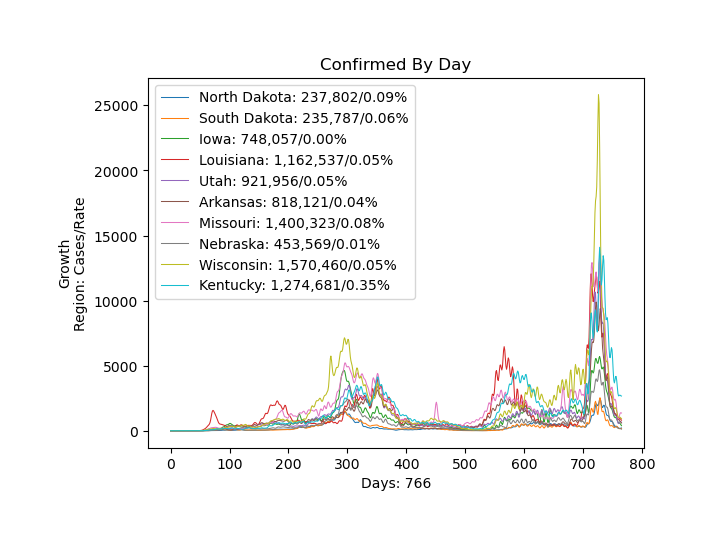 Confirmed By Day
North Dakota: 237,802/0.09%
South Dakota: 235,787/0.06%
Iowa: 748,057/0.00%
Louisiana: 1,162,537/0.05%
Utah: 921,956/0.05%
Arkansas: 818,121/0.04%
Missouri: 1,400,323/0.08%
Nebraska: 453,569/0.01%
Wisconsin: 1,570,460/0.05%
Kentucky: 1,274,681/0.35%
Growth
Region: Cases/Rate
25000
20000
15000
10000
5000
0
0 100 200 300 400 500 600 700 800
Days: 766